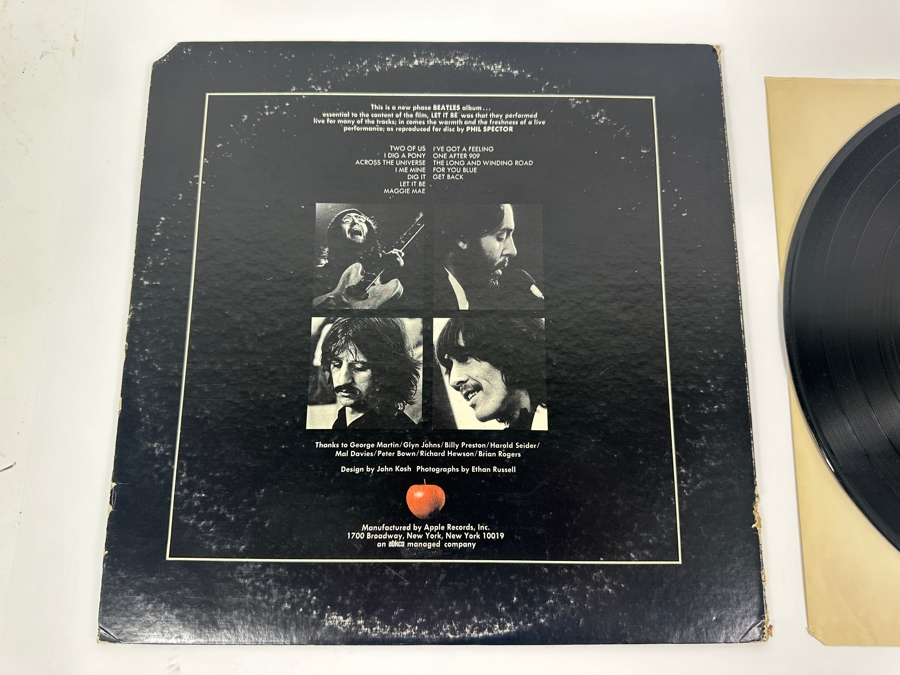 This is a new phase BEATLES album...
essential to the content of the film, LET IT BE was that they performed
live for many of the tracks; in comes the warmth and the freshness of a live
performance; as reproduced for disc by PHIL SPECTOR
TWO OF US
I DIG A PONY
ACROSS THE UNIVERSE
I ME MINE
DIG IT
LET IT BE
MAGGIE MAE
I'VE GOT A FEELING
ONE AFTER 909
THE LONG AND WINDING ROAD
FOR YOU BLUE
GET BACK
Thanks to George Martin/Glyn Johns/Billy Preston/Harold Seider/
Mal Davies/Peter Bown/Richard Hewson/Brian Rogers
Design by John Kosh Photographs by Ethan Russell
Manufactured by Apple Records, Inc.
1700 Broadway, New York, New York 10019
an abkco managed company